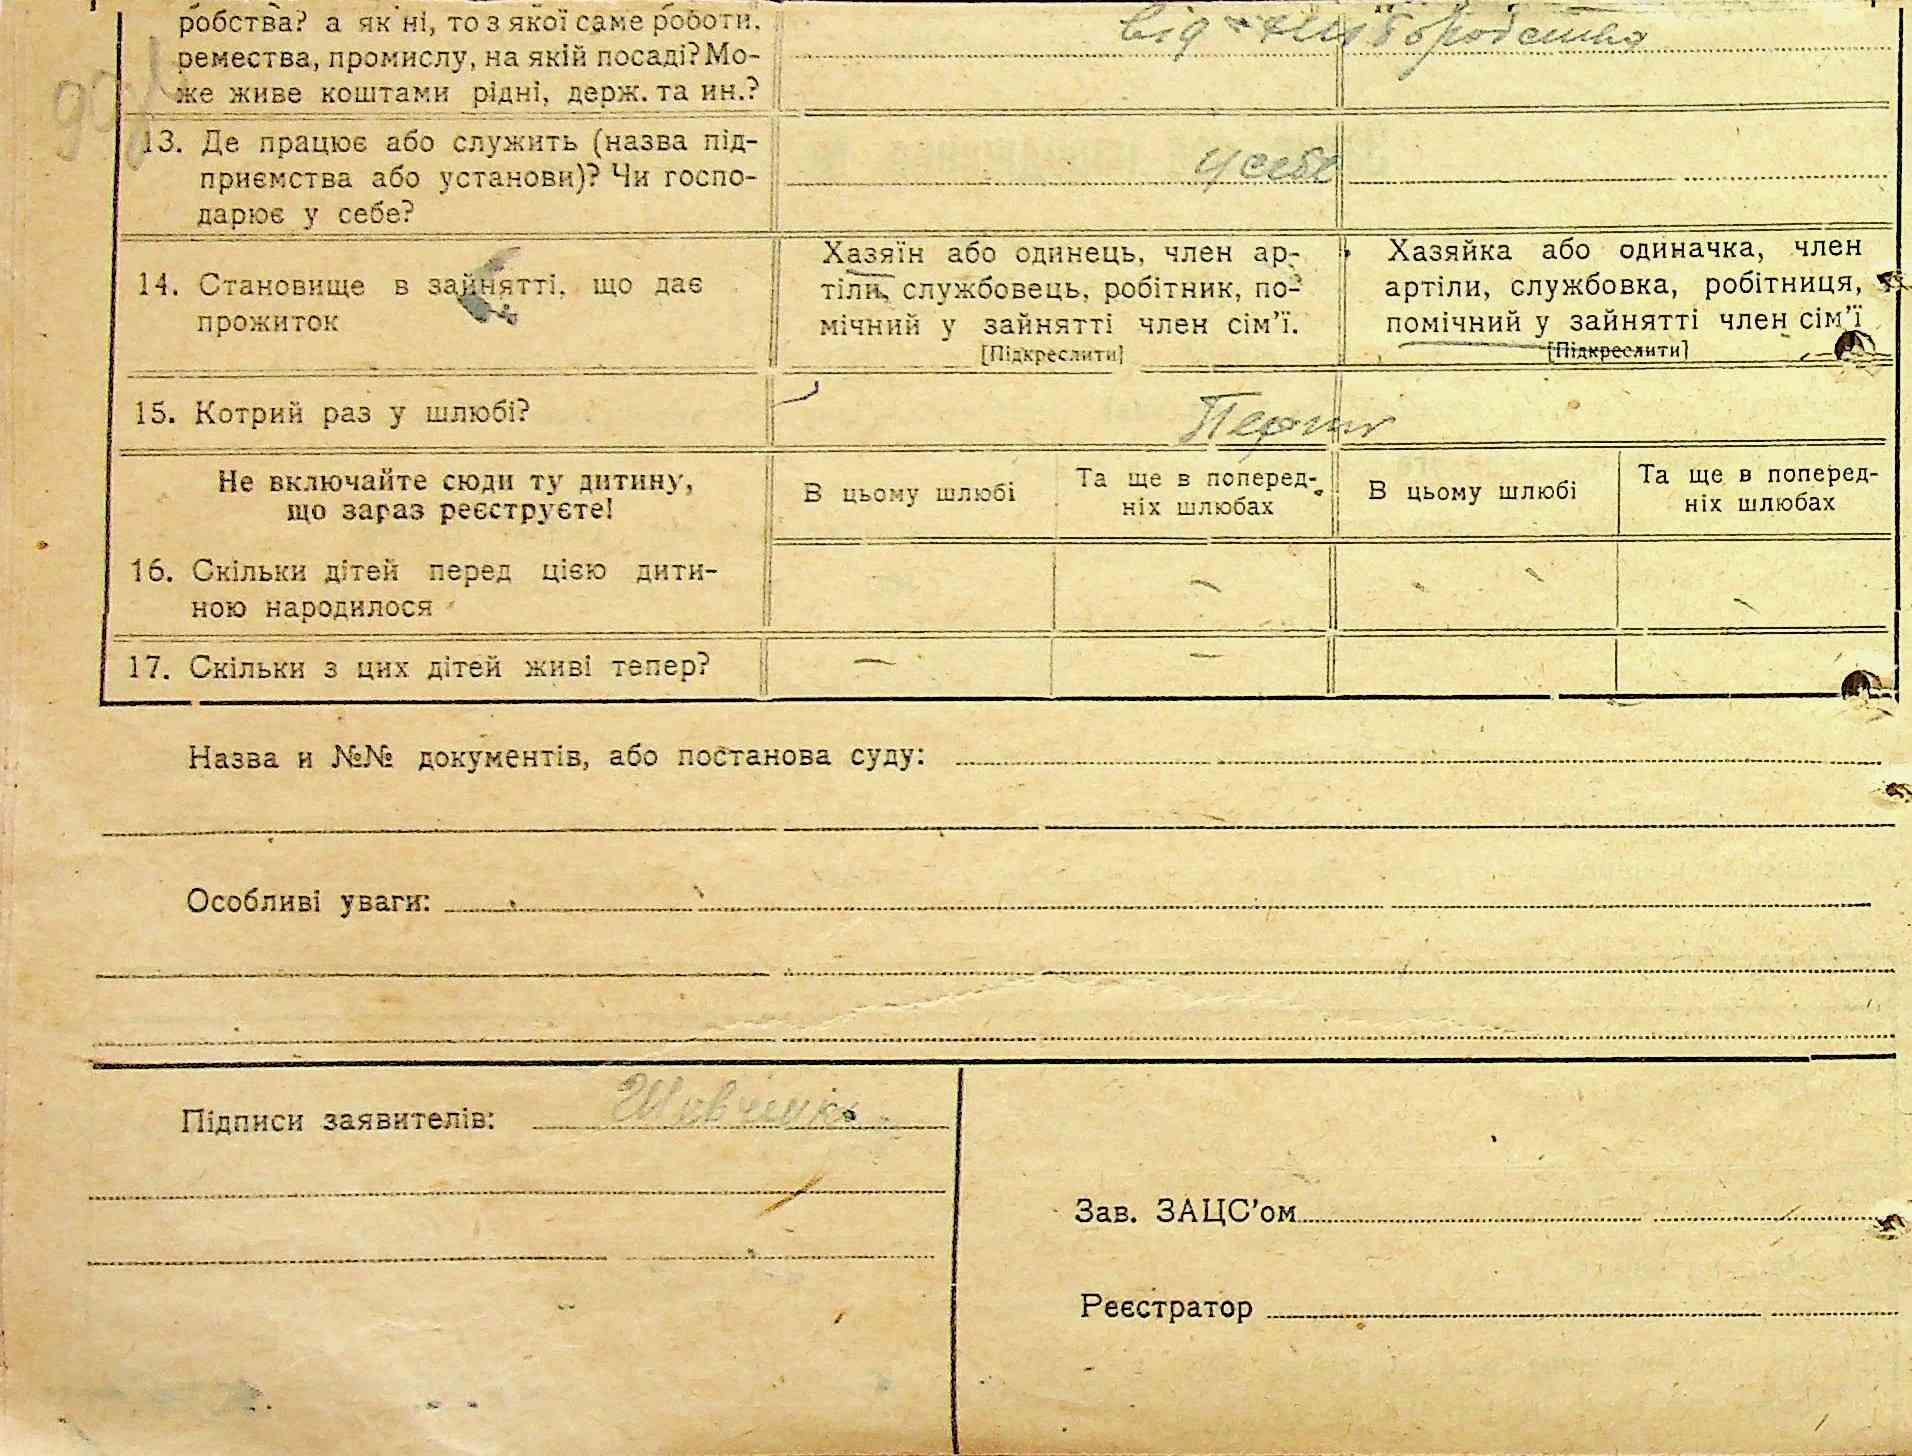 робства? а як ні, то з якої саме роботи,
ремества, промислу, на якій посаді? Мо-
же живе коштами рідні, держ. та ин.?
від хліборобства
13. Де працює або служить (назва під-
приємства або установи)? Чи госпо-
дарює у себе?
у себе
14. Становище в зайнятті, що дає
прожиток
Хазяїн або одинець, член ар-
тіли, службовець, робітник, по-
мічний у зайнятті член сім'ї.
[Підкреслити]
Хазяйка або одиначка, член
артіли, службовка, робітниця,
помічний у зайнятті член сім'ї
[Підкреслити]
15. Котрий раз у шлюбі?
Не включайте сюди ту дитину,
що зараз реєструєте!
В цьому шлюбі
Та ще в поперед-
ніх шлюбах
В цьому шлюбі
Та ще в поперед-
ніх шлюбах
16. Скільки дітей перед цією дити-
ною народилося
– – – –
17. Скільки з цих дітей живі тепер?
– –
Назва и №№ документів, або постанова суду:
Особливі уваги:
Підписи заявителів: Шевченко
Зав. ЗАЦС'ом
Реєстратор